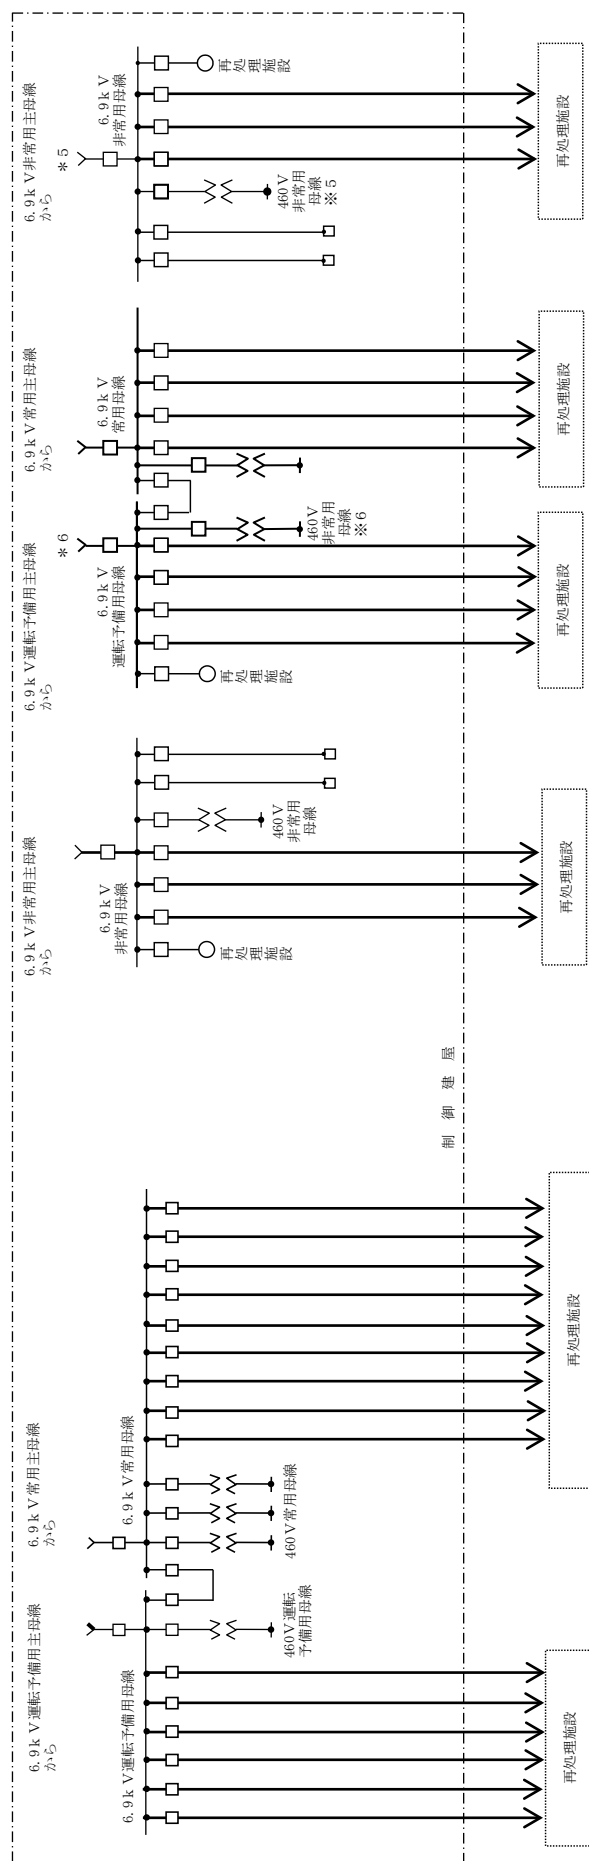 6.9kV非常用主母線
から
＊5
6.9kV
非常用母線
再処理施設
460V
非常用
母線
※5
再処理施設
6.9kV常用主母線
から
6.9kV
常用母線
再処理施設
6.9kV運転予備用主母線
から
＊6
6.9kV
運転予備用母線
460V
非常用
母線
※6
再処理施設
再処理施設
6.9kV非常用主母線
から
6.9kV
非常用母線
460V
非常用
母線
再処理施設
再処理施設
制御建屋
6.9kV常用主母線
から
6.9kV常用母線
460V常用母線
再処理施設
6.9kV運転予備用主母線
から
6.9kV運転予備用母線
460V運転
予備用母線
再処理施設